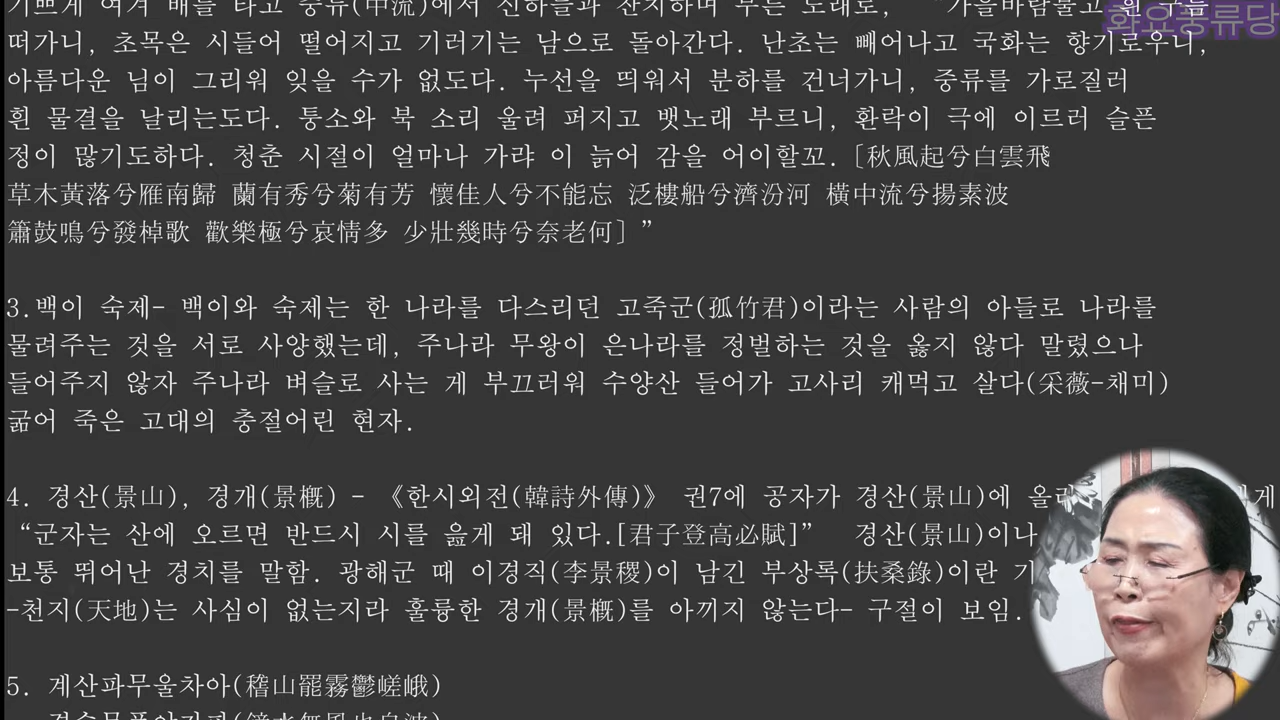 기쁘게 여겨 배를 타고 중류(中流)에서 신하들과 잔치하며 부른 노래로, “가을바람불고 흰 구름
화요풍류당
떠가니, 초목은 시들어 떨어지고 기러기는 남으로 돌아간다. 난초는 빼어나고 국화는 향기로우니,
아름다운 님이 그리워 잊을 수가 없도다. 누선을 띄워서 분하를 건너가니, 중류를 가로질러
흰 물결을 날리는도다. 퉁소와 북 소리 울려 퍼지고 뱃노래 부르니, 환락이 극에 이르러 슬픈
정이 많기도하다. 청춘 시절이 얼마나 가랴 이 늙어 감을 어이할꼬.［秋風起兮白雲飛
草木黃落兮雁南歸 蘭有秀兮菊有芳 懷佳人兮不能忘 泛樓船兮濟汾河 橫中流兮揚素波
簫鼓鳴兮發棹歌 歡樂極兮哀情多 少壯幾時兮奈老何］”
3.백이 숙제- 백이와 숙제는 한 나라를 다스리던 고죽군(孤竹君)이라는 사람의 아들로 나라를
물려주는 것을 서로 사양했는데, 주나라 무왕이 은나라를 정벌하는 것을 옳지 않다 말렸으나
들어주지 않자 주나라 벼슬로 사는 게 부끄러워 수양산 들어가 고사리 캐먹고 살다(采薇-채미)
굶어 죽은 고대의 충절어린 현자.
4. 경산(景山), 경개(景槪) - 《한시외전(韓詩外傳)》 권7에 공자가 경산(景山)에 올라
“군자는 산에 오르면 반드시 시를 읊게 돼 있다.[君子登高必賦]” 경산(景山)이나
보통 뛰어난 경치를 말함. 광해군 때 이경직(李景稷)이 남긴 부상록(扶桑錄)이란 기
-천지(天地)는 사심이 없는지라 훌륭한 경개(景槪)를 아끼지 않는다- 구절이 보임.
5. 계산파무울차아(稽山罷霧鬱嵯峨)